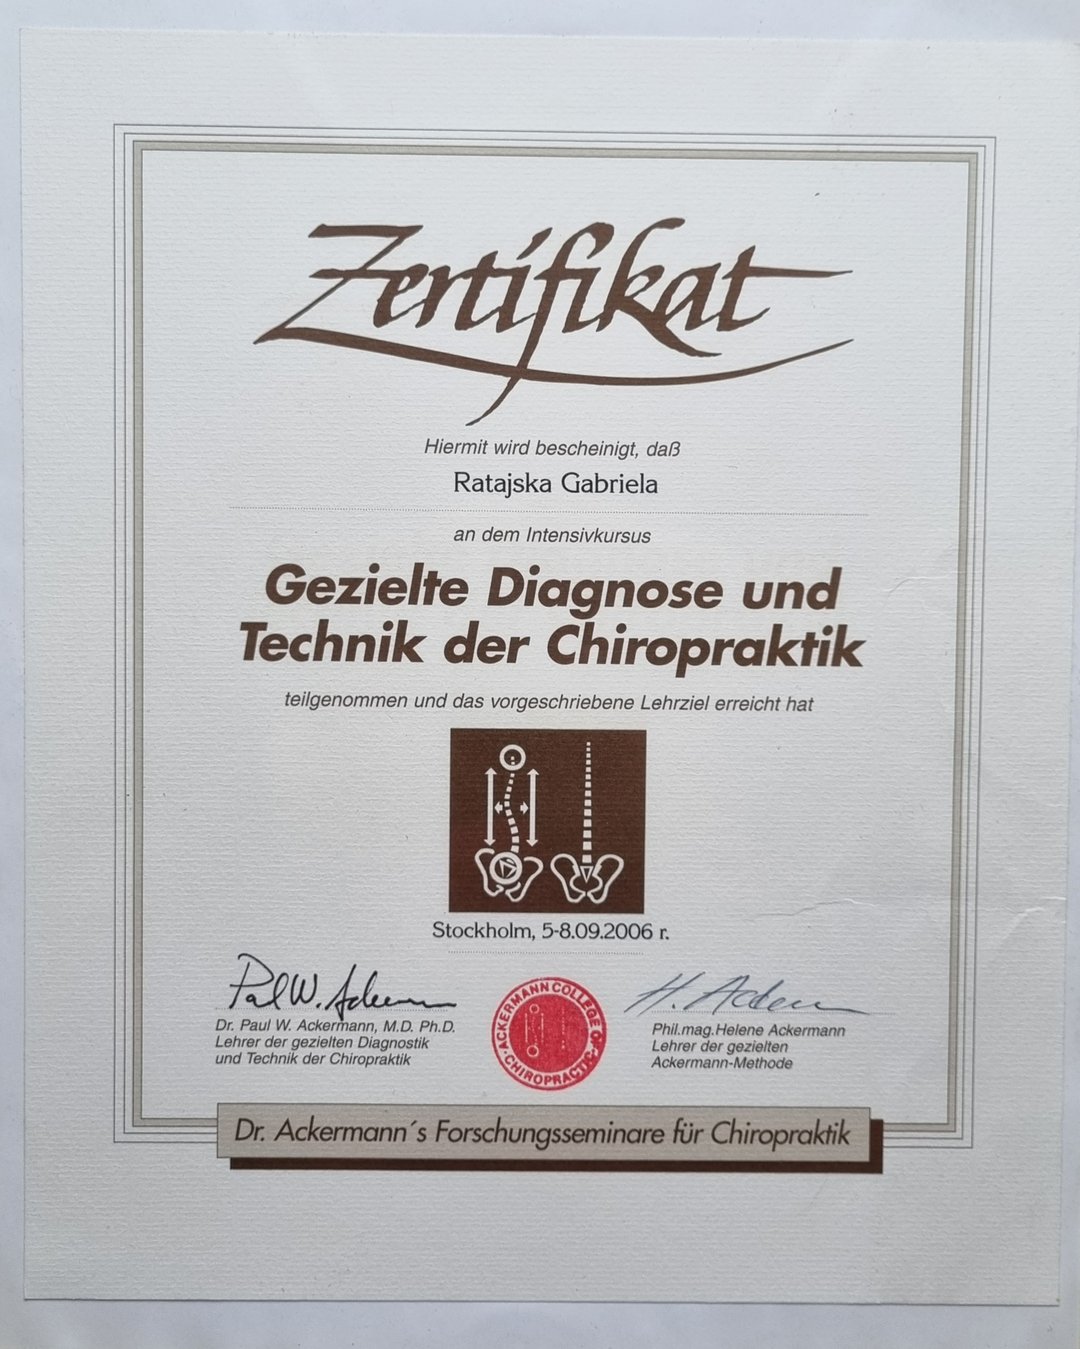 Zertifikat
Hiermit wird bescheinigt, daß
Ratajska Gabriela
an dem Intensivkursus
Gezielte Diagnose und
Technik der Chiropraktik
teilgenommen und das vorgeschriebene Lehrziel erreicht hat
Stockholm, 5-8.09.2006 r.
Paul W. Ackermann
Dr. Paul W. Ackermann, M.D. Ph.D.
Lehrer der gezielten Diagnostik
und Technik der Chiropraktik
ACKERMANN COLLEGE
CHIROPRACTIC
H. Ackermann
Phil.mag.Helene Ackermann
Lehrer der gezielten
Ackermann-Methode
Dr. Ackermann´s Forschungsseminare für Chiropraktik